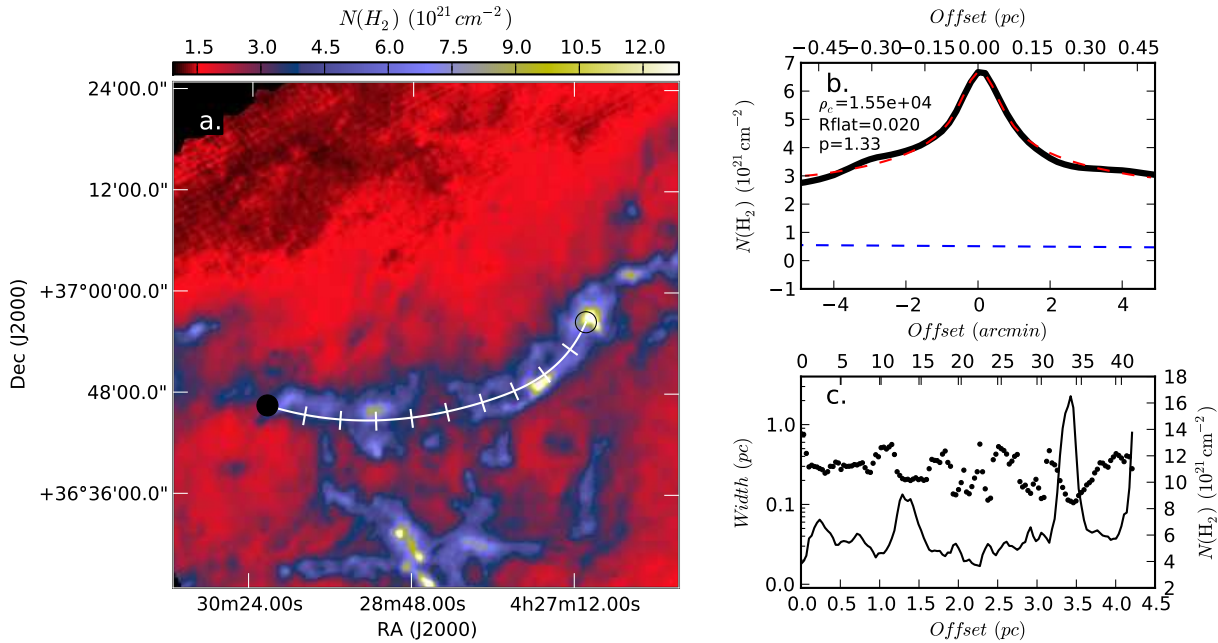 N(H₂) (10²¹ cm⁻²)
1.5 3.0 4.5 6.0 7.5 9.0 10.5 12.0
a.
24'00.0"
12'00.0"
+37°00'00.0"
48'00.0"
+36°36'00.0"
Dec (J2000)
30m24.00s 28m48.00s 4h27m12.00s
RA (J2000)
Offset (pc)
−0.45 −0.30 −0.15 0.00 0.15 0.30 0.45
b.
ρ_c=1.55e+04
Rflat=0.020
p=1.33
7
6
5
4
3
2
1
0
−1
N(H₂) (10²¹ cm⁻²)
−4 −2 0 2 4
Offset (arcmin)
0 5 10 13 20 22 30 31 35 40
c.
1.0
0.1
0.0
Width (pc)
18
16
14
12
10
8
6
4
2
N(H₂) (10²¹ cm⁻²)
0.0 0.5 1.0 1.5 2.0 2.5 3.0 3.5 4.0 4.5
Offset (pc)